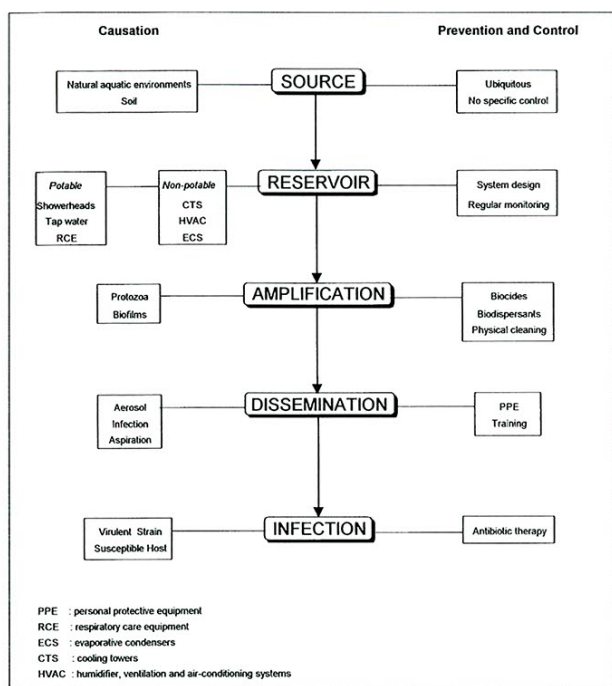 Causation
Prevention and Control
Natural aquatic environments
Soil
SOURCE
Ubiquitous
No specific control
Potable
Showerheads
Tap water
RCE
Non-potable
CTS
HVAC
ECS
RESERVOIR
System design
Regular monitoring
Protozoa
Biofilms
AMPLIFICATION
Biocides
Biodispersants
Physical cleaning
Aerosol
Infection
Aspiration
DISSEMINATION
PPE
Training
Virulent Strain
Susceptible Host
INFECTION
Antibiotic therapy
PPE : personal protective equipment
RCE : respiratory care equipment
ECS : evaporative condensers
CTS : cooling towers
HVAC : humidifier, ventilation and air-conditioning systems